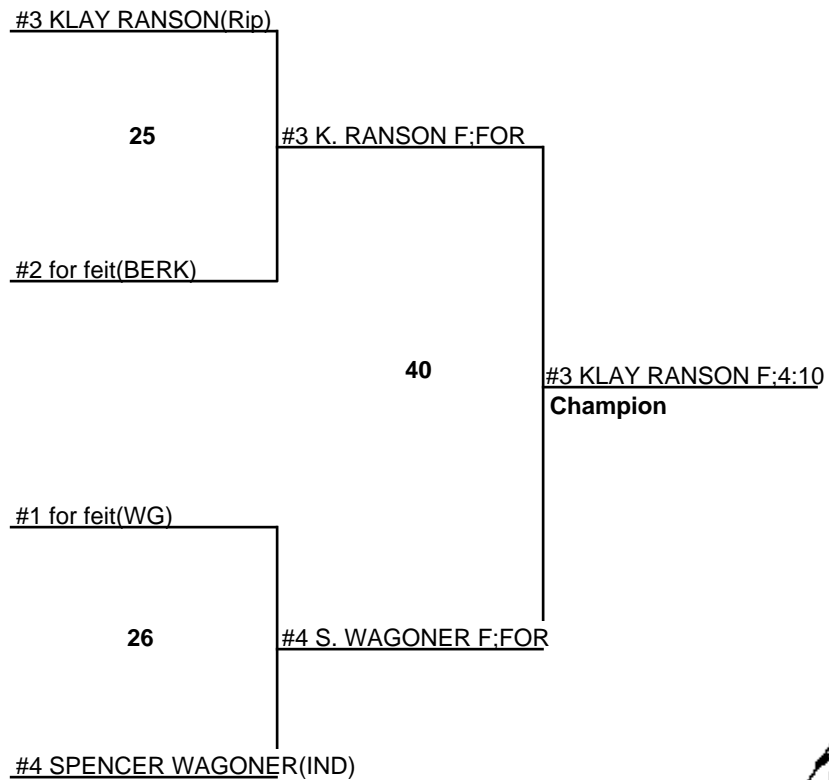 #3 KLAY RANSON(Rip)
25
#3 K. RANSON F;FOR
#2 for feit(BERK)
40
#3 KLAY RANSON F;4:10
Champion
#1 for feit(WG)
26
#4 S. WAGONER F;FOR
#4 SPENCER WAGONER(IND)